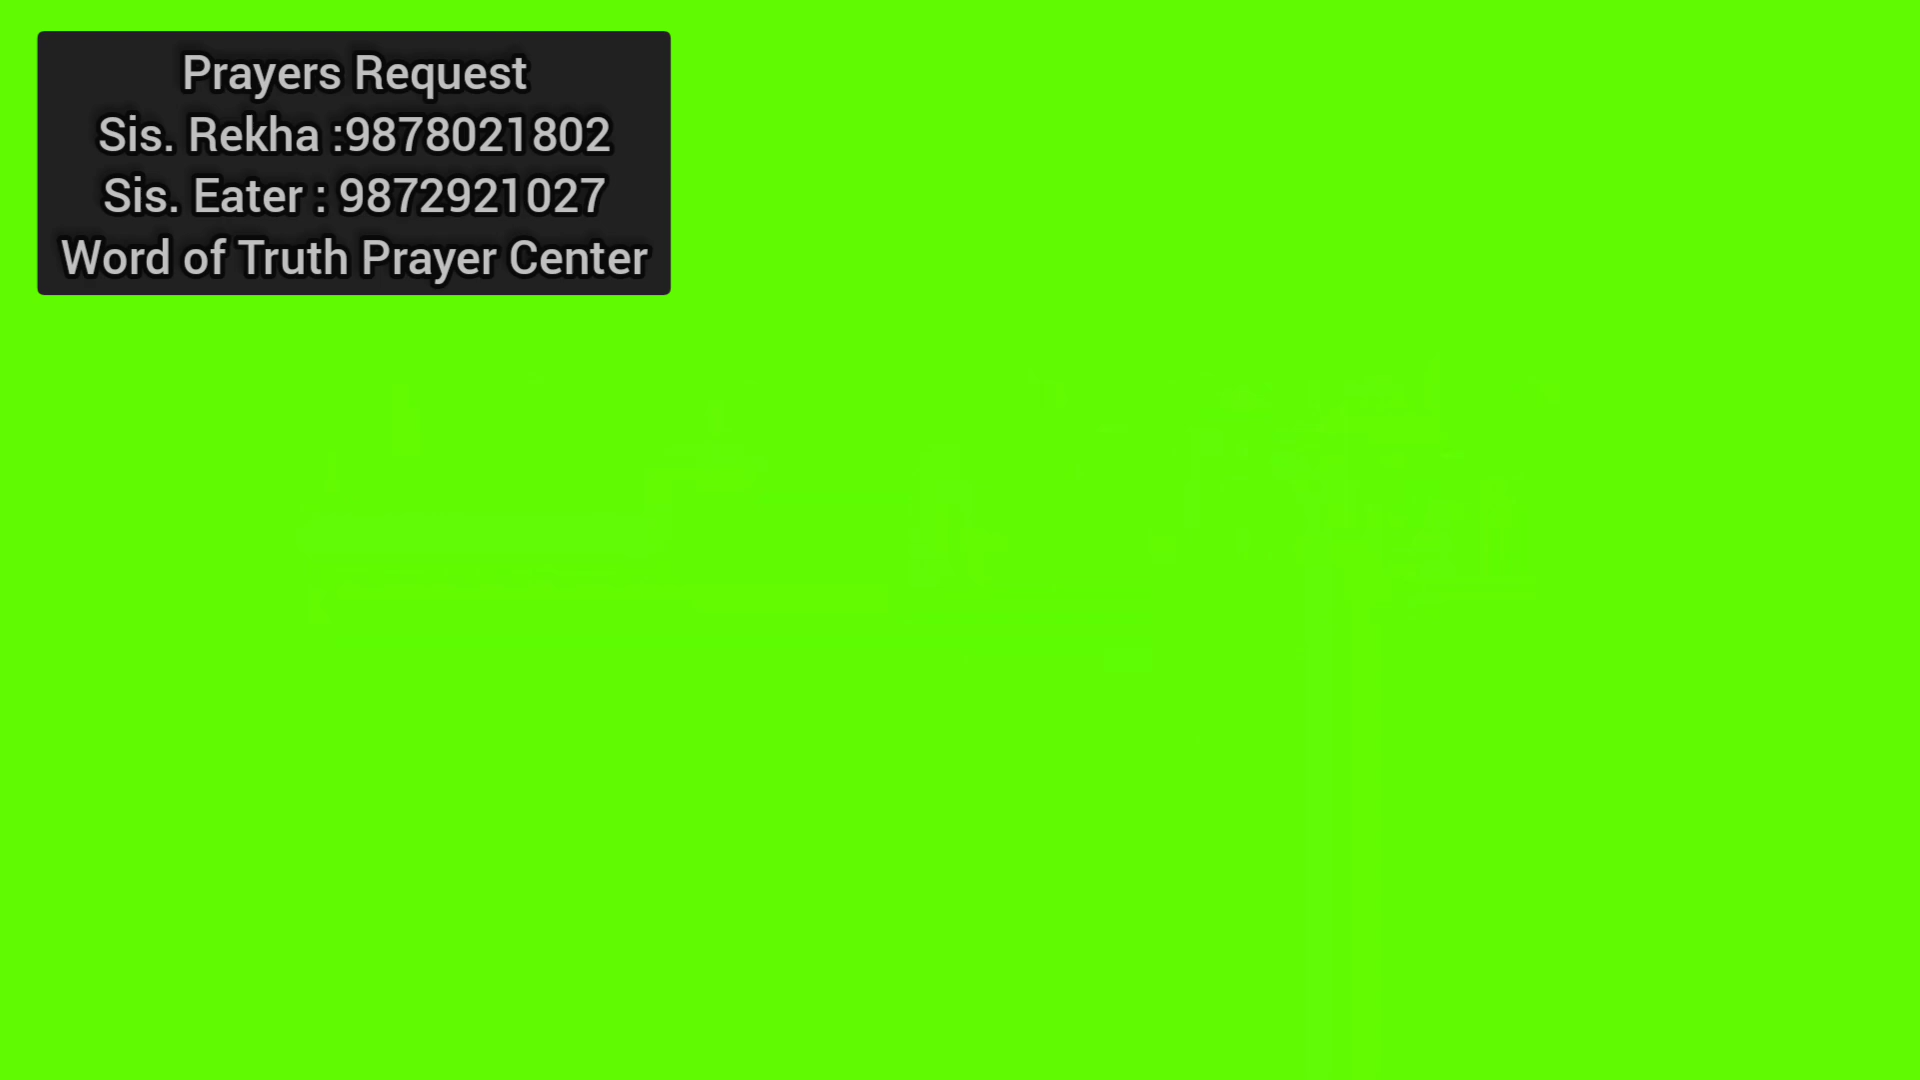 Prayers Request
Sis. Rekha :9878021802
Sis. Eater : 9872921027
Word of Truth Prayer Center